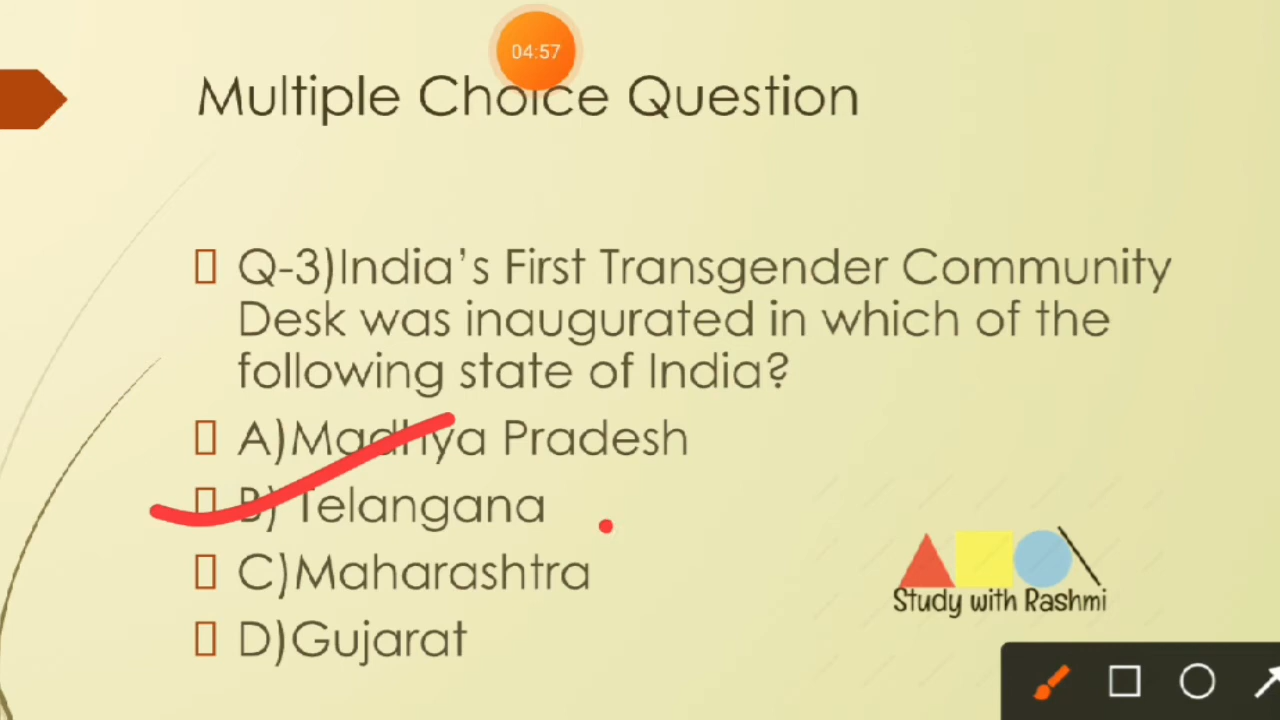 04:57
Multiple Choice Question
Q-3)India's First Transgender Community
Desk was inaugurated in which of the
following state of India?
A)Madhya Pradesh
B) Telangana
C)Maharashtra
D)Gujarat
Study with Rashmi